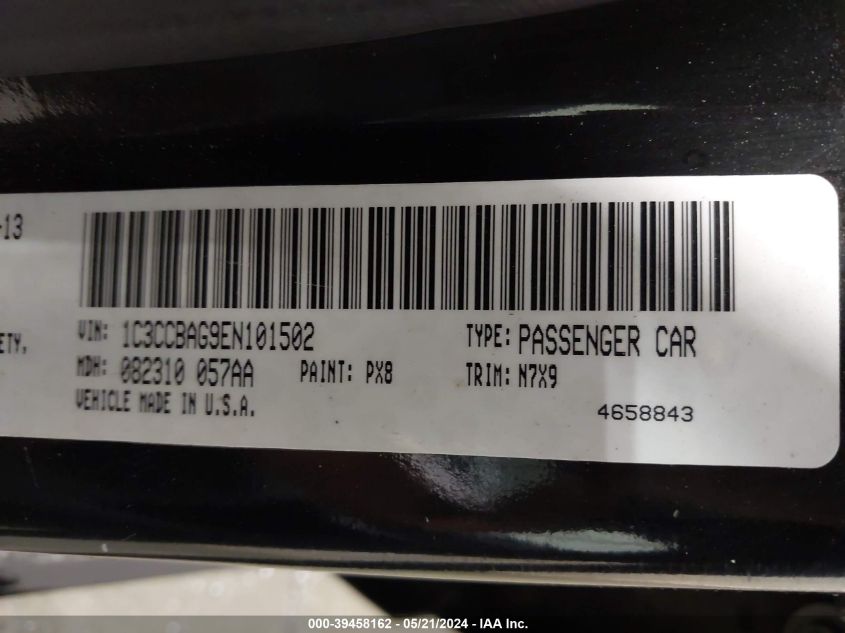 -13
VIN: 1C3CCBAG9EN101502 TYPE: PASSENGER CAR
ETY,
MDH: 082310 057AA PAINT: PX8 TRIM: N7X9
VEHICLE MADE IN U.S.A. 4658843
000-39458162 - 05/21/2024 - IAA Inc.